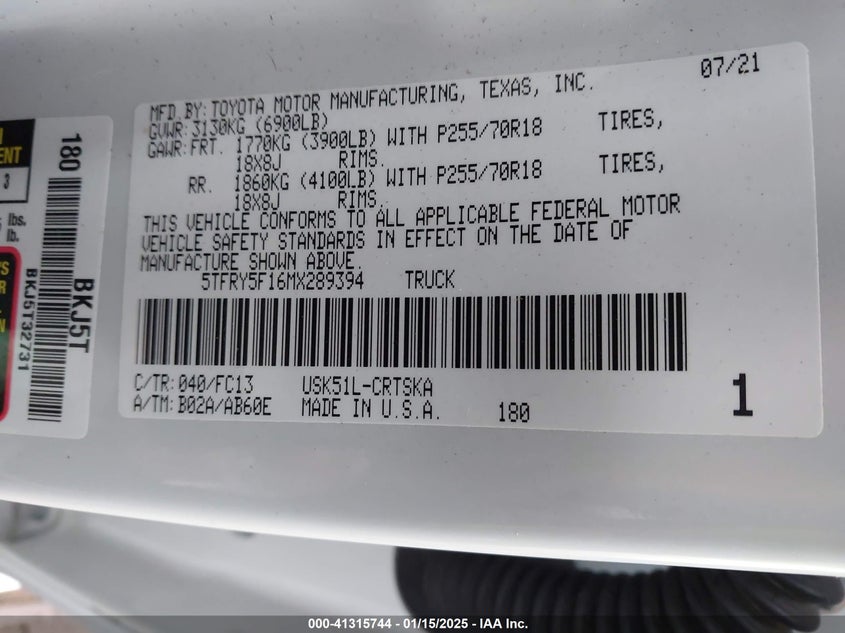 180
BKJ5T
BKJ5T32731
3
lbs.
lb.
07/21
MFD BY: TOYOTA MOTOR MANUFACTURING, TEXAS, INC.
GVWR: 3130KG (6900LB)
GAWR: FRT. 1770KG (3900LB) WITH P255/70R18 TIRES,
18X8J RIMS.
RR. 1860KG (4100LB) WITH P255/70R18 TIRES,
18X8J RIMS.
THIS VEHICLE CONFORMS TO ALL APPLICABLE FEDERAL MOTOR
VEHICLE SAFETY STANDARDS IN EFFECT ON THE DATE OF
MANUFACTURE SHOWN ABOVE.
5TFRY5F16MX289394 TRUCK
C/TR: 040/FC13 USK51L-CRTSKA
A/TM: B02A/AB60E MADE IN U.S.A. 180 1
000-41315744 - 01/15/2025 - IAA Inc.